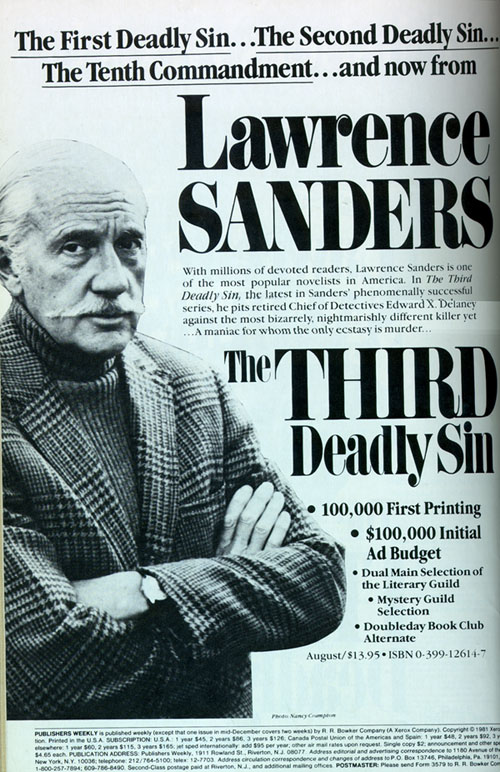 The First Deadly Sin...The Second Deadly Sin...
The Tenth Commandment...and now from
Lawrence
SANDERS
With millions of devoted readers, Lawrence Sanders is one
of the most popular novelists in America. In The Third
Deadly Sin, the latest in Sanders' phenomenally successful
series, he pits retired Chief of Detectives Edward X. Delaney
against the most bizarrely, nightmarishly different killer yet
...A maniac for whom the only ecstasy is murder...
The THIRD
Deadly Sin
• 100,000 First Printing
• $100,000 Initial
Ad Budget
• Dual Main Selection of
the Literary Guild
• Mystery Guild
Selection
• Doubleday Book Club
Alternate
August/$13.95 • ISBN 0-399-12614-7
Photo: Nancy Crampton
PUBLISHERS WEEKLY is published weekly (except that one issue in mid-December covers two weeks) by R. R. Bowker Company (A Xerox Company). Copyright © 1981
tion. Printed in the U.S.A. SUBSCRIPTION: U.S.A.: 1 year $45, 2 years $86, 3 years $128; Canada Postal Union of the Americas and Spain: 1 year $48, 2 years $92, 3
elsewhere: 1 year $60, 2 years $115, 3 years $165; jet sped internationally: add $95 per year; other air mail rates upon request. Single copy $2; announcement and other
$4.65 each. PUBLICATION ADDRESS: Publishers Weekly, 1911 Rowland St., Riverton, N.J. 08077. Address editorial and advertising correspondence to 1180 Avenue of the
New York, N.Y. 10036; telephone: 212/764-5100; telex: 12-7703. Address circulation correspondence and changes of address to P.O. Box 13746, Philadelphia, Pa.
1-800-257-7894; 609-786-8490. Second-Class postage paid at Riverton, N.J., and additional mailing offices. POSTMASTER: Please send Form 3579 to R. R. Bowker